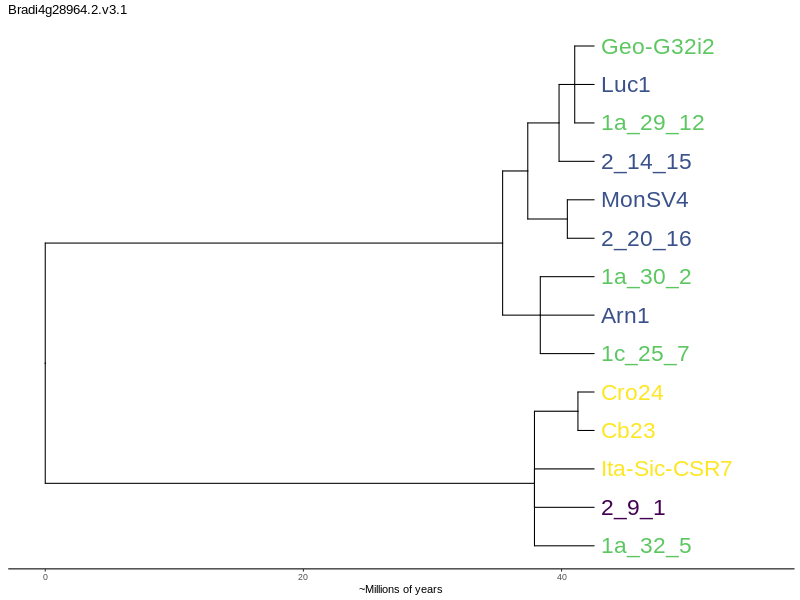 Bradi4g28964.2.v3.1
Geo-G32i2
Luc1
1a_29_12
2_14_15
MonSV4
2_20_16
1a_30_2
Arn1
1c_25_7
Cro24
Cb23
Ita-Sic-CSR7
2_9_1
1a_32_5
0 20 40
~Millions of years